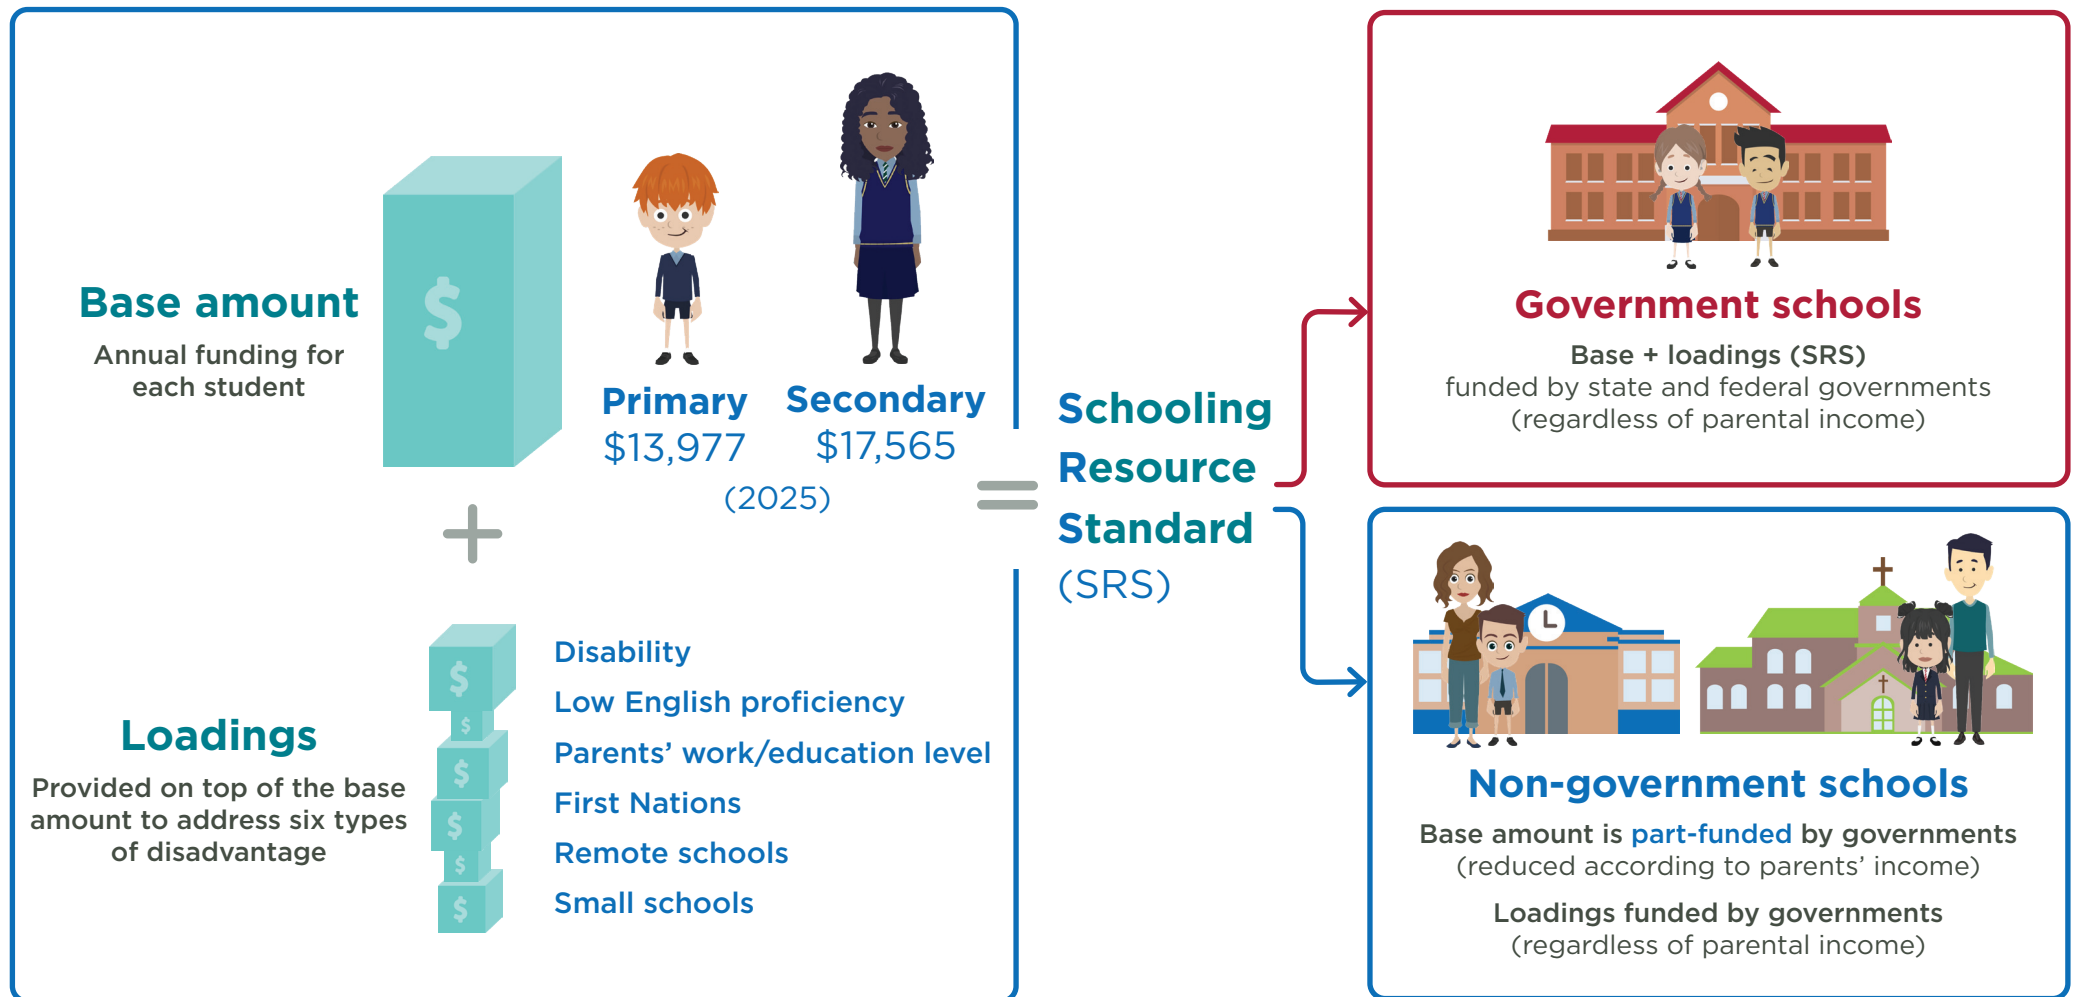 Base amount
Annual funding for
each student
$
Primary
$13,977
Secondary
$17,565
(2025)
+
Loadings
Provided on top of the base
amount to address six types
of disadvantage
$
$
$
$
$
$
Disability
Low English proficiency
Parents’ work/education level
First Nations
Remote schools
Small schools
=
Schooling
Resource
Standard
(SRS)
Government schools
Base + loadings (SRS)
funded by state and federal governments
(regardless of parental income)
Non-government schools
Base amount is part-funded by governments
(reduced according to parents’ income)
Loadings funded by governments
(regardless of parental income)